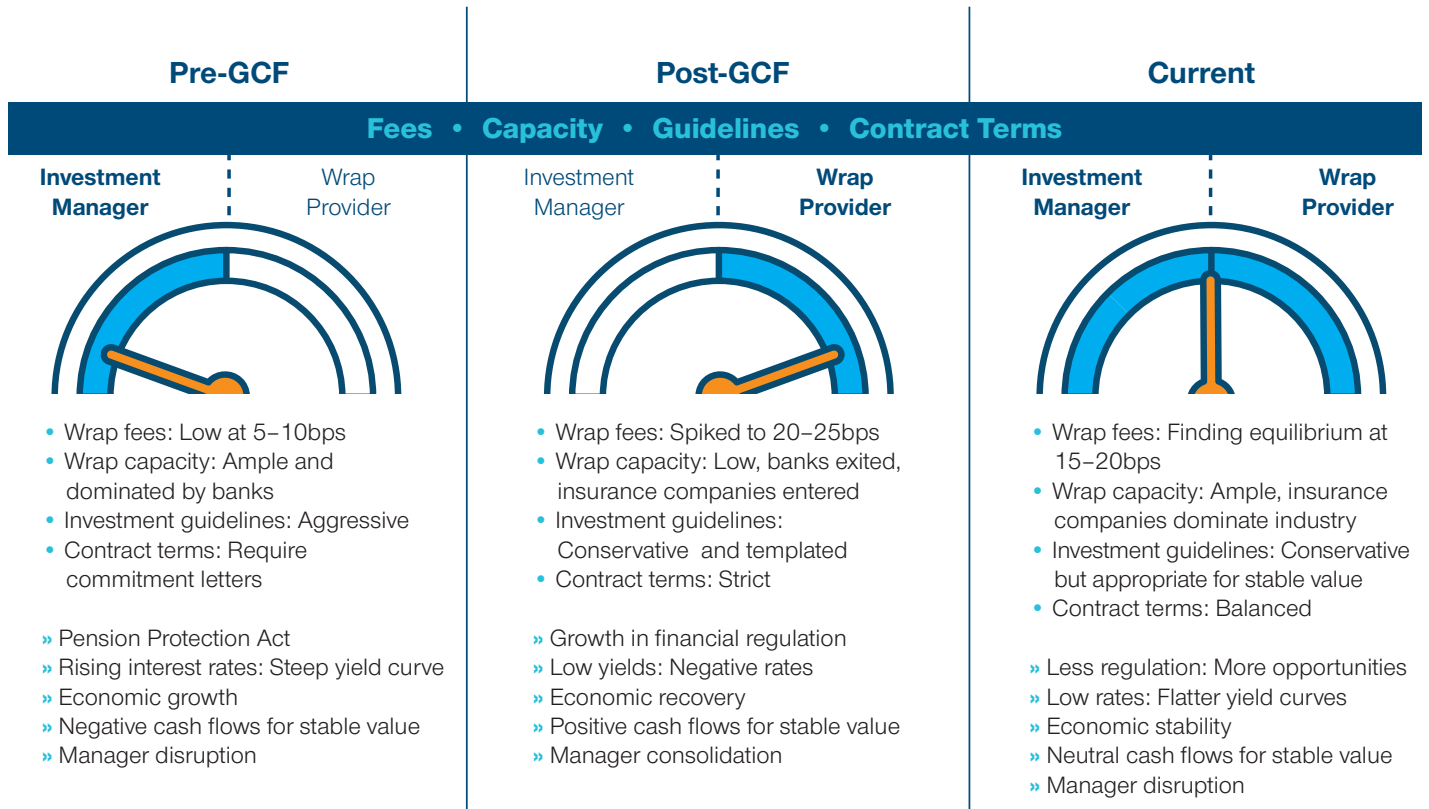 Pre-GCF
Post-GCF
Current
Fees • Capacity • Guidelines • Contract Terms
Investment
Manager
Wrap
Provider
• Wrap fees: Low at 5–10bps
• Wrap capacity: Ample and
dominated by banks
• Investment guidelines: Aggressive
• Contract terms: Require
commitment letters
» Pension Protection Act
» Rising interest rates: Steep yield curve
» Economic growth
» Negative cash flows for stable value
» Manager disruption
Investment
Manager
Wrap
Provider
• Wrap fees: Spiked to 20–25bps
• Wrap capacity: Low, banks exited,
insurance companies entered
• Investment guidelines:
Conservative and templated
• Contract terms: Strict
» Growth in financial regulation
» Low yields: Negative rates
» Economic recovery
» Positive cash flows for stable value
» Manager consolidation
Investment
Manager
Wrap
Provider
• Wrap fees: Finding equilibrium at
15–20bps
• Wrap capacity: Ample, insurance
companies dominate industry
• Investment guidelines: Conservative
but appropriate for stable value
• Contract terms: Balanced
» Less regulation: More opportunities
» Low rates: Flatter yield curves
» Economic stability
» Neutral cash flows for stable value
» Manager disruption